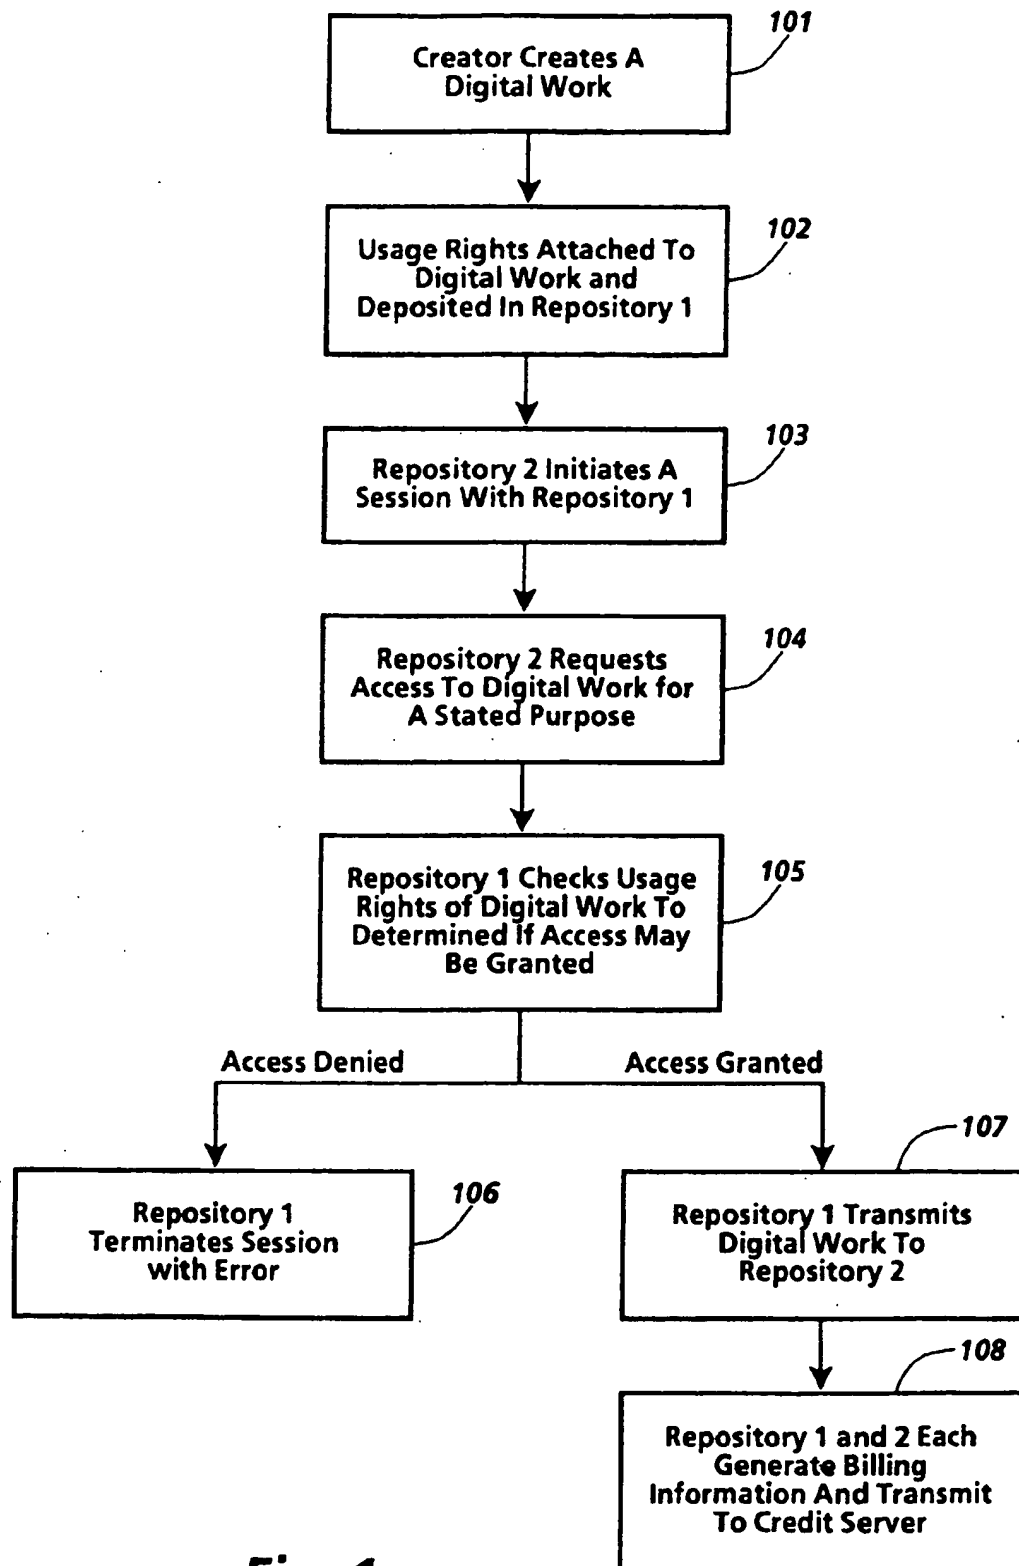 101
Creator Creates A
Digital Work
102
Usage Rights Attached To
Digital Work and
Deposited In Repository 1
103
Repository 2 Initiates A
Session With Repository 1
104
Repository 2 Requests
Access To Digital Work for
A Stated Purpose
105
Repository 1 Checks Usage
Rights of Digital Work To
Determined If Access May
Be Granted
Access Denied
Access Granted
106
Repository 1
Terminates Session
with Error
107
Repository 1 Transmits
Digital Work To
Repository 2
108
Repository 1 and 2 Each
Generate Billing
Information And Transmit
To Credit Server